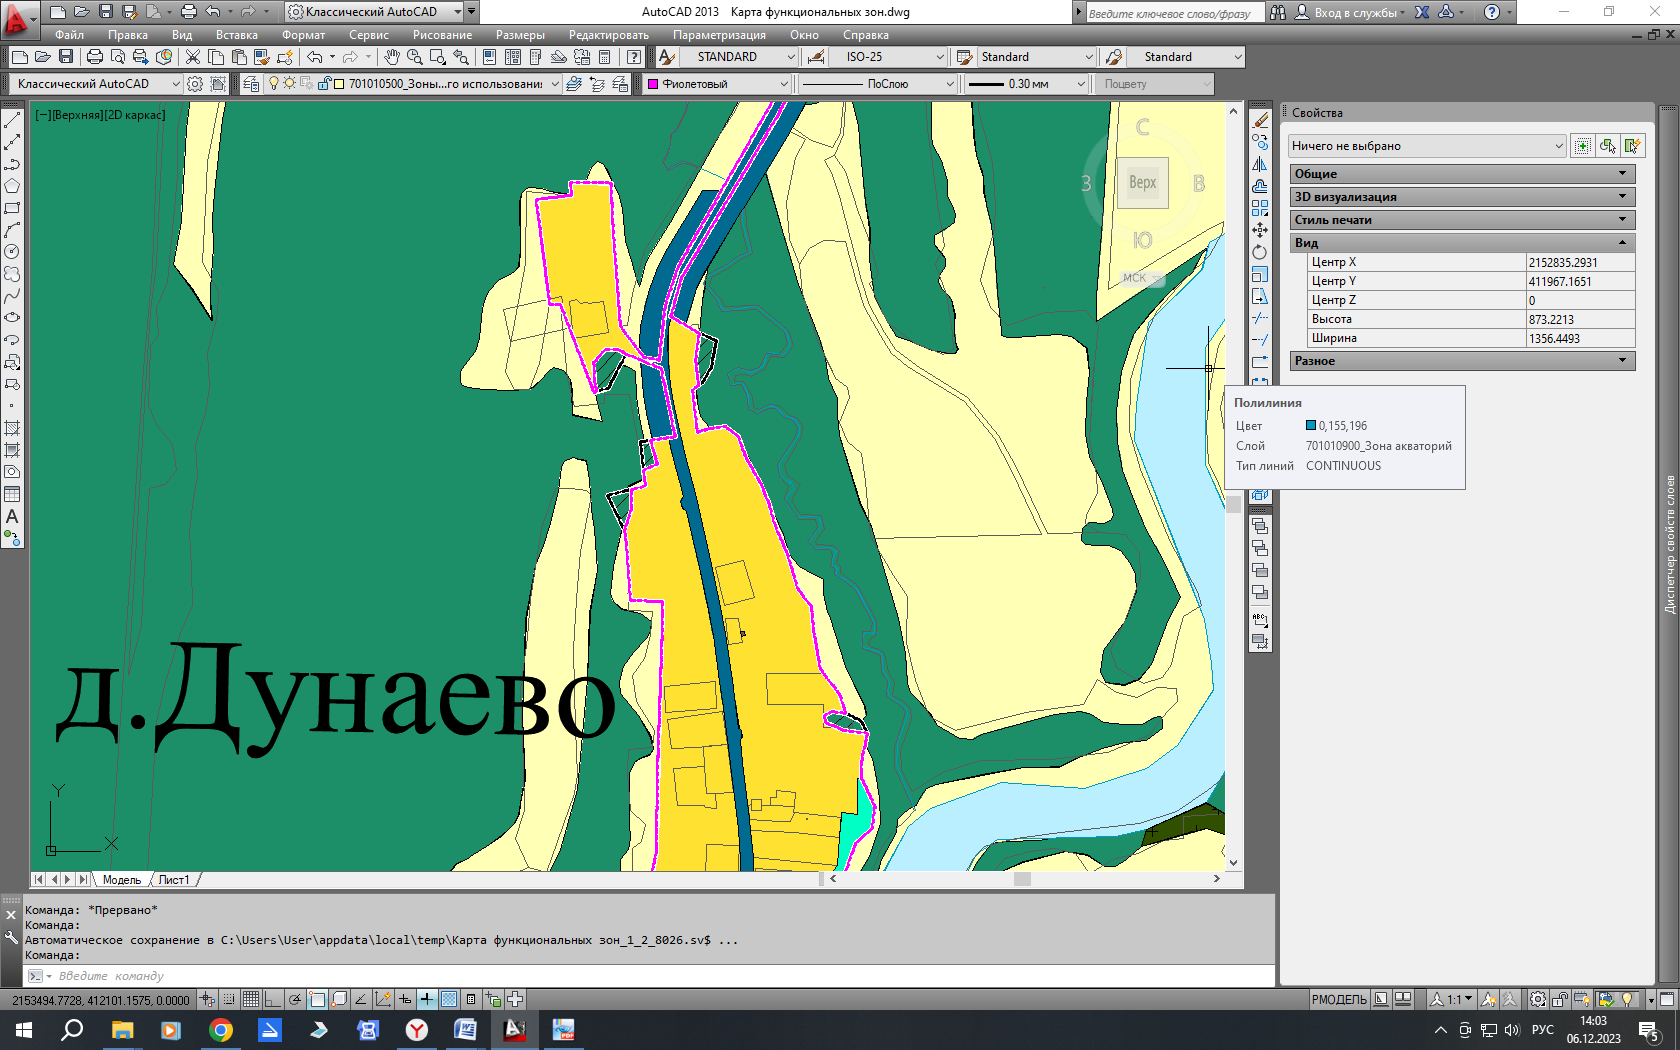 Классический AutoCAD
AutoCAD 2013 Карта функциональных зон.dwg
Введите ключевое слово/фразу
Вход в службы
Файл Правка Вид Вставка Формат Сервис Рисование Размеры Редактировать Параметризация Окно Справка
STANDARD ISO-25 Standard Standard
Классический AutoCAD 701010500_Зоны...го использования Фиолетовый ПоСлою 0.30 мм Поцвету
[−][Верхняя][2D каркас]
С
З Верх В
Ю
МСК
д.Дунаево
Y
X
Свойства
Ничего не выбрано
Общие
3D визуализация
Стиль печати
Вид
Центр X 2152835.2931
Центр Y 411967.1651
Центр Z 0
Высота 873.2213
Ширина 1356.4493
Разное
Полилиния
Цвет 0,155,196
Слой 701010900_Зона акваторий
Тип линий CONTINUOUS
Диспетчер свойств слоев
Модель Лист1
Команда: *Прервано*
Команда:
Автоматическое сохранение в C:\Users\User\appdata\local\temp\Карта функциональных зон_1_2_8026.sv$ ...
Команда:
Введите команду
2153494.7728, 412101.1575, 0.0000 РМОДЕЛЬ 1:1
РУС 14:03
06.12.2023
5